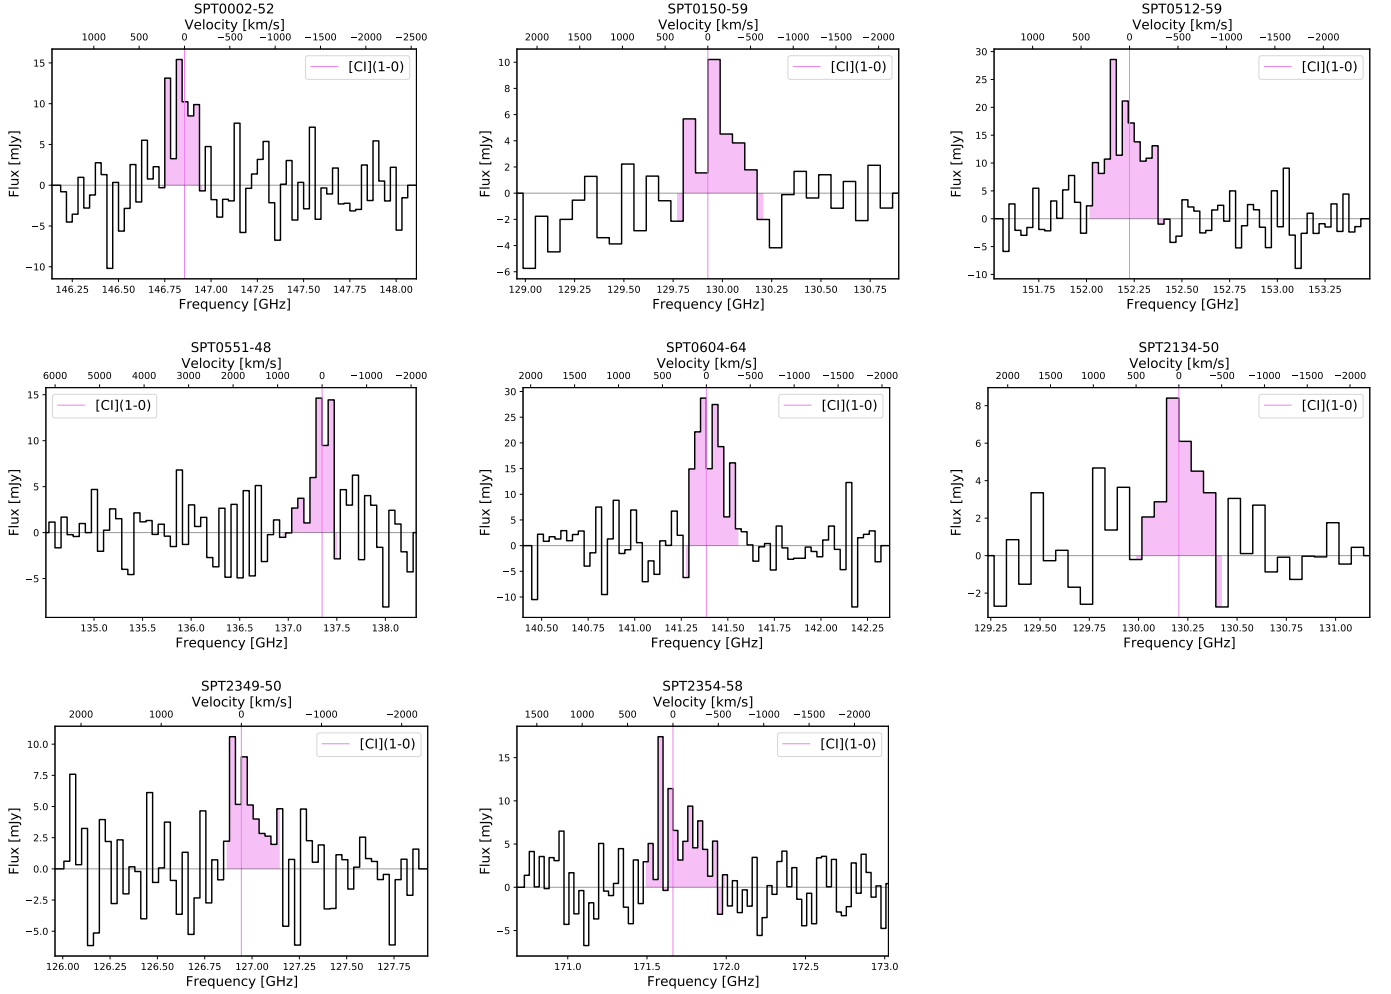 SPT0002-52
Velocity [km/s]
1000 500 0 −500 −1000 −1500 −2000 −2500
[CI](1-0)
Flux [mJy]
15
10
5
0
−5
−10
146.25 146.50 146.75 147.00 147.25 147.50 147.75 148.00
Frequency [GHz]
SPT0150-59
Velocity [km/s]
2000 1500 1000 500 0 −500 −1000 −1500 −2000
[CI](1-0)
Flux [mJy]
10
8
6
4
2
0
−2
−4
−6
129.00 129.25 129.50 129.75 130.00 130.25 130.50 130.75
Frequency [GHz]
SPT0512-59
Velocity [km/s]
1000 500 0 −500 −1000 −1500 −2000
[CI](1-0)
Flux [mJy]
30
25
20
15
10
5
0
−5
−10
151.75 152.00 152.25 152.50 152.75 153.00 153.25
Frequency [GHz]
SPT0551-48
Velocity [km/s]
6000 5000 4000 3000 2000 1000 0 −1000 −2000
[CI](1-0)
Flux [mJy]
15
10
5
0
−5
135.0 135.5 136.0 136.5 137.0 137.5 138.0
Frequency [GHz]
SPT0604-64
Velocity [km/s]
2000 1500 1000 500 0 −500 −1000 −1500 −2000
[CI](1-0)
Flux [mJy]
30
25
20
15
10
5
0
−5
−10
140.50 140.75 141.00 141.25 141.50 141.75 142.00 142.25
Frequency [GHz]
SPT2134-50
Velocity [km/s]
2000 1500 1000 500 0 −500 −1000 −1500 −2000
[CI](1-0)
Flux [mJy]
8
6
4
2
0
−2
129.25 129.50 129.75 130.00 130.25 130.50 130.75 131.00
Frequency [GHz]
SPT2349-50
Velocity [km/s]
2000 1000 0 −1000 −2000
[CI](1-0)
Flux [mJy]
10.0
7.5
5.0
2.5
0.0
−2.5
−5.0
126.00 126.25 126.50 126.75 127.00 127.25 127.50 127.75
Frequency [GHz]
SPT2354-58
Velocity [km/s]
1500 1000 500 0 −500 −1000 −1500 −2000
[CI](1-0)
Flux [mJy]
15
10
5
0
−5
171.0 171.5 172.0 172.5 173.0
Frequency [GHz]